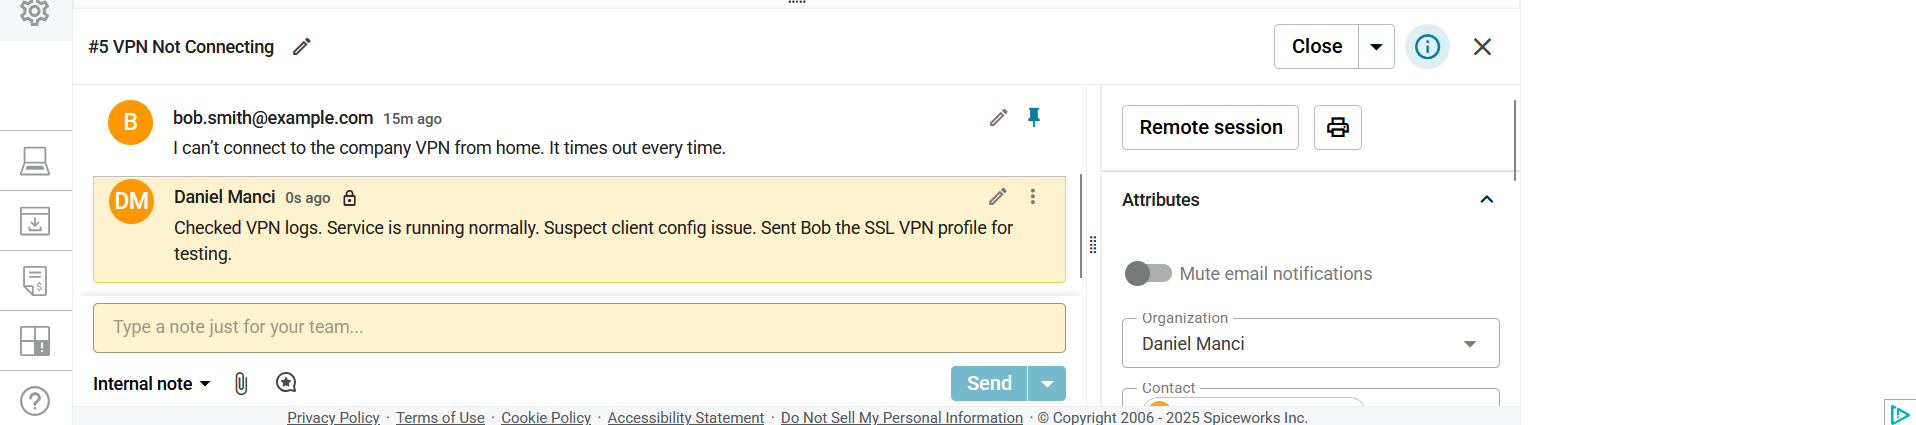 #5 VPN Not Connecting
Close
B
bob.smith@example.com 15m ago
I can’t connect to the company VPN from home. It times out every time.
DM
Daniel Manci 0s ago
Checked VPN logs. Service is running normally. Suspect client config issue. Sent Bob the SSL VPN profile for
testing.
Type a note just for your team...
Internal note
Send
Remote session
Attributes
Mute email notifications
Organization
Daniel Manci
Contact
Privacy Policy · Terms of Use · Cookie Policy · Accessibility Statement · Do Not Sell My Personal Information · © Copyright 2006 - 2025 Spiceworks Inc.